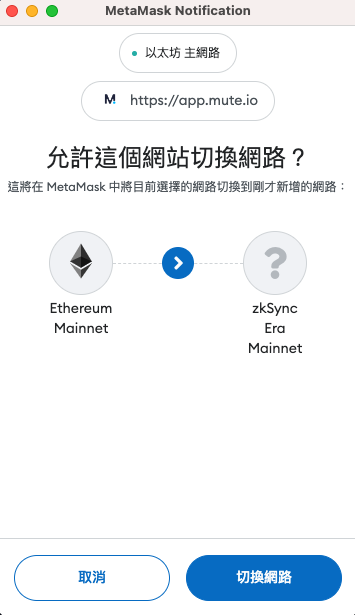 MetaMask Notification
以太坊 主網路
M. https://app.mute.io
允許這個網站切換網路？
這將在 MetaMask 中將目前選擇的網路切換到剛才新增的網路：
?
Ethereum
Mainnet
zkSync
Era
Mainnet
取消
切換網路